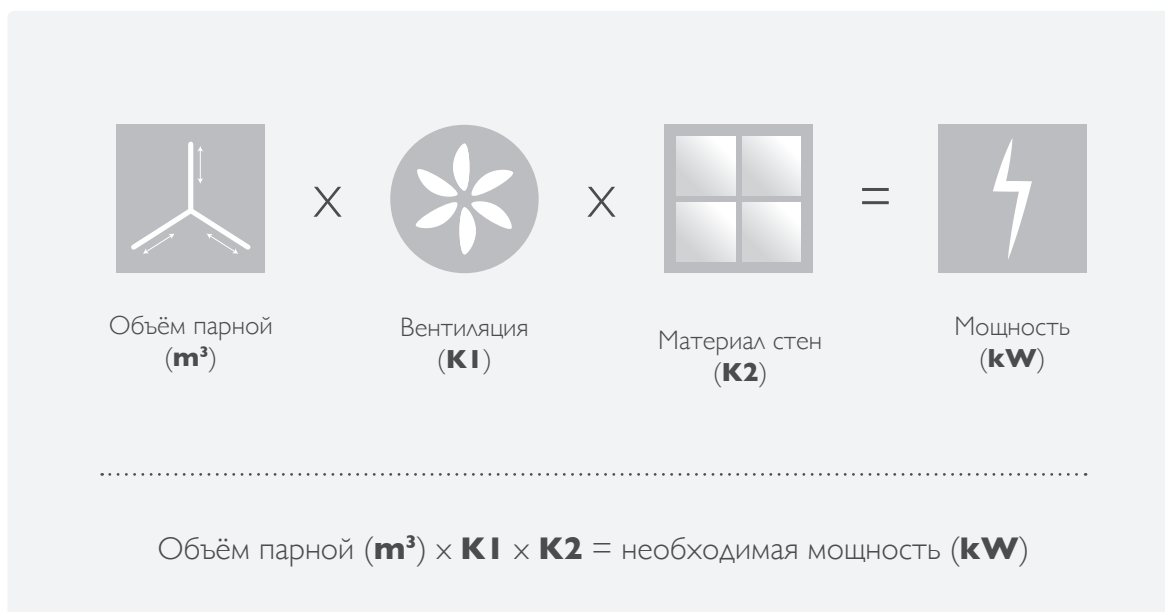 X X =
Объём парной
(m³)
Вентиляция
(K1)
Материал стен
(K2)
Мощность
(kW)
Объём парной (m³) x K1 x K2 = необходимая мощность (kW)